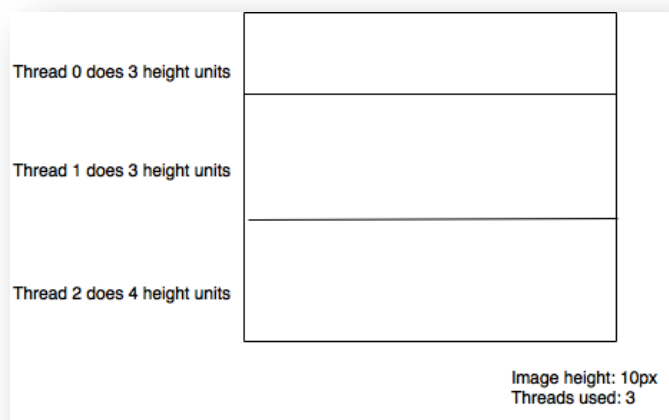 Thread 0 does 3 height units
Thread 1 does 3 height units
Thread 2 does 4 height units
Image height: 10px
Threads used: 3